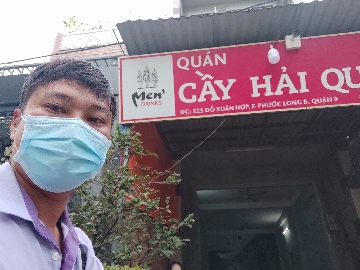 QUÁN
CẦY HẢI QU
ĐC: 525 ĐỖ XUÂN HỢP, P. PHƯỚC LONG B, QUẬN 9
Men'
DRINKS